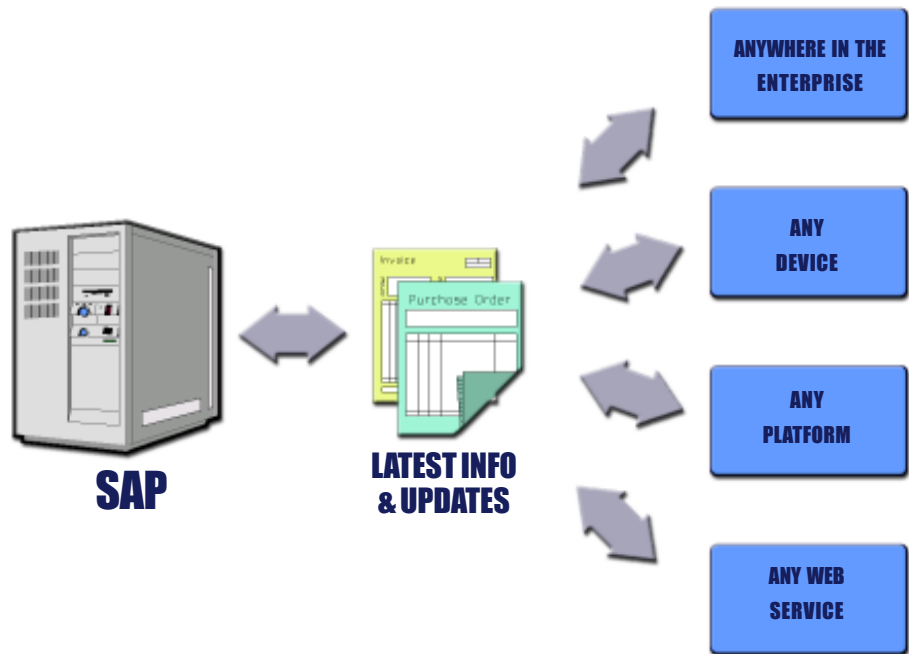 ANYWHERE IN THE
ENTERPRISE
ANY
DEVICE
Invoice
Purchase Order
ANY
PLATFORM
SAP
LATEST INFO
& UPDATES
ANY WEB
SERVICE